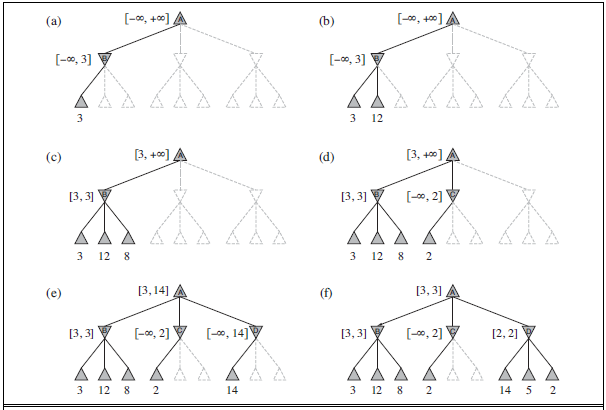 (a) [−∞, +∞] A
[−∞, 3] B
3
(b) [−∞, +∞] A
[−∞, 3] B
3 12
(c) [3, +∞] A
[3, 3] B
3 12 8
(d) [3, +∞] A
[3, 3] B [−∞, 2] C
3 12 8 2
(e) [3, 14] A
[3, 3] B [−∞, 2] C [−∞, 14] D
3 12 8 2 14
(f) [3, 3] A
[3, 3] B [−∞, 2] C [2, 2] D
3 12 8 2 14 5 2